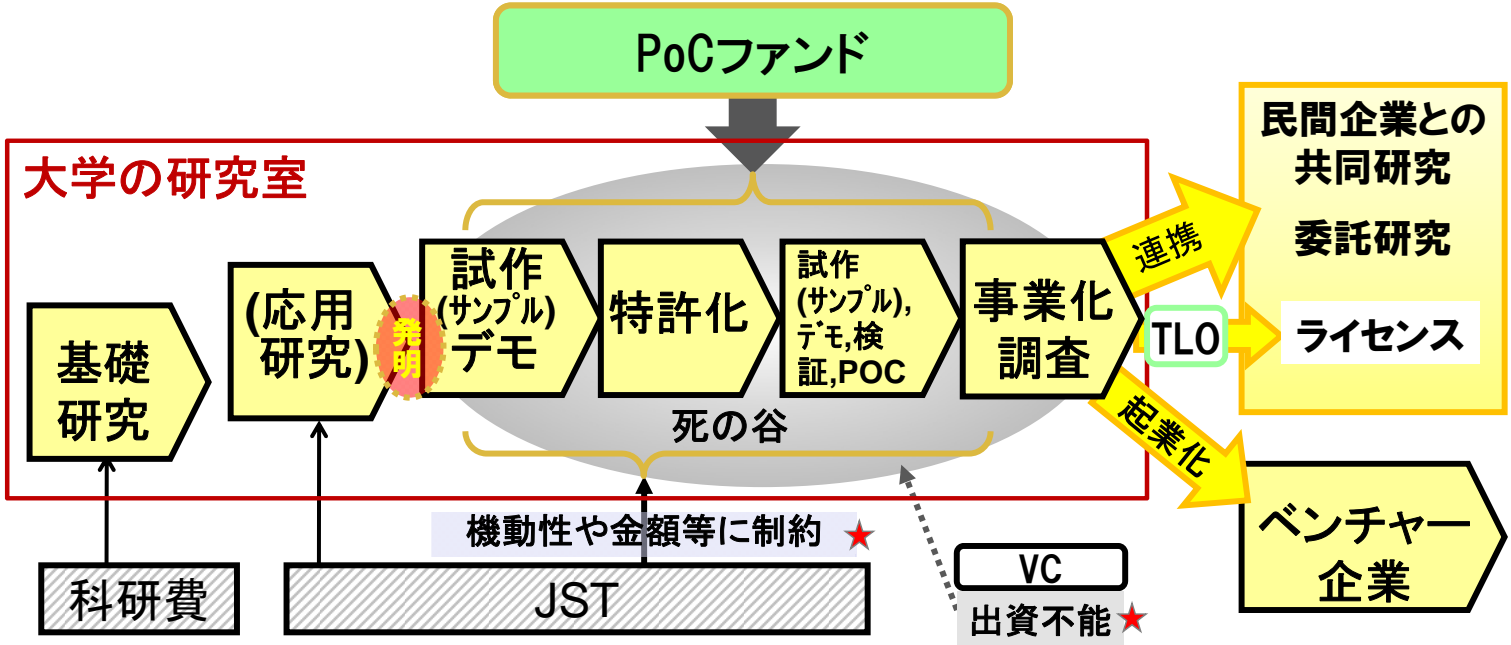 PoCファンド
大学の研究室
民間企業との
共同研究
委託研究
連携
基礎
研究
(応用
研究)
発
明
試作
(サンプル)
デモ
特許化
試作
(サンプル),
デモ,検
証,POC
事業化
調査
TLO
ライセンス
死の谷
起業化
機動性や金額等に制約
ベンチャー
企業
科研費
JST
VC
出資不能